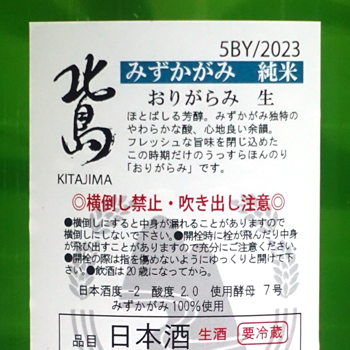 5BY/2023
北島
KITAJIMA
みずかがみ 純米
おりがらみ 生
ほとばしる芳醇。みずかがみ独特の
やわらかな酸、心地良い余韻。
フレッシュな旨味を閉じ込めた
この時期だけのうっすらほんのり
「おりがらみ」です。
◎横倒し禁止・吹き出し注意◎
●横倒しにすると中身が漏れることがありますので
横倒しにしないで下さい。●開栓時に栓が飛んだり中身
が飛び出すことがありますので充分にご注意ください。
●開栓の際は指を傷めないようにゆっくりと開けて下
さい。●飲酒は20歳になってから。
日本酒度 -2 酸度 2.0 使用酵母 7号
みずかがみ100%使用
品目 日本酒 生酒 要冷蔵